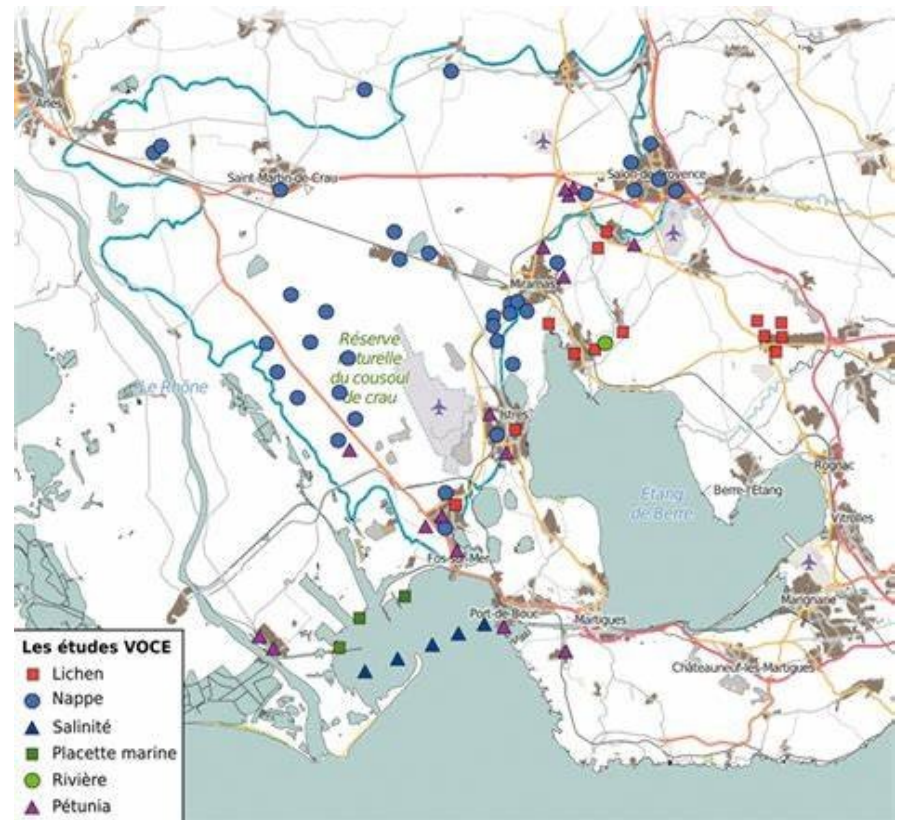 Arles
Saint-Martin-de-Crau
Salon-de-Provence
Miramas
Réserve
naturelle
du cousoul
de crau
Le Rhône
Istres
Etang
de Berre
Berre-l'Etang
Rognac
Vitrolles
Marignane
Fos-sur-Mer
Port-de-Bouc
Martigues
Châteauneuf-les-Martigues
Les études VOCE
Lichen
Nappe
Salinité
Placette marine
Rivière
Pétunia